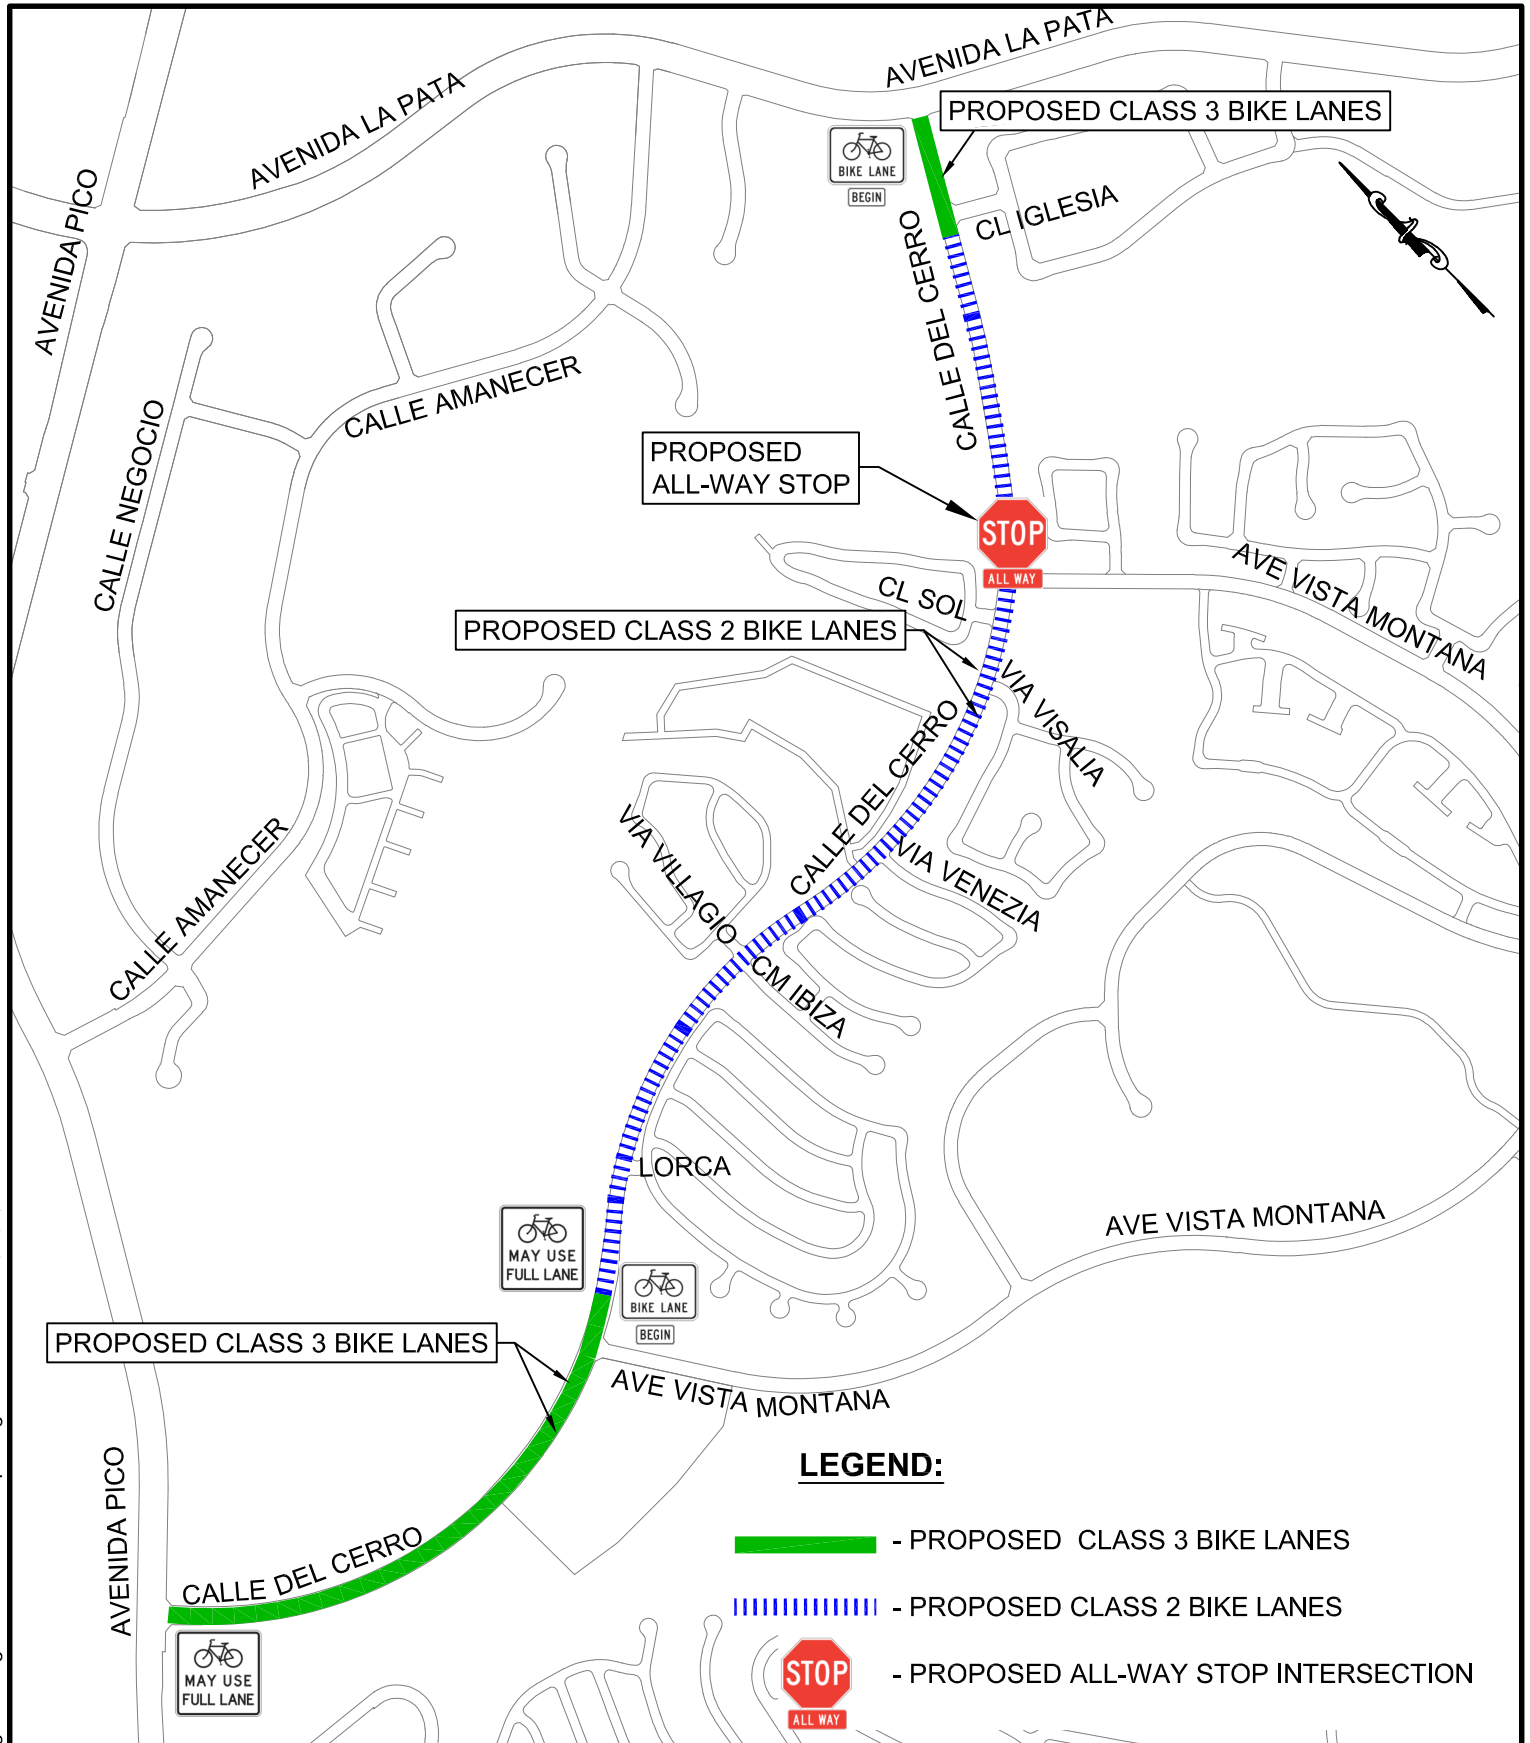 AVENIDA LA PATA
AVENIDA LA PATA
PROPOSED CLASS 3 BIKE LANES
BIKE LANE
BEGIN
AVENIDA PICO
CL IGLESIA
CALLE DEL CERRO
CALLE AMANECER
CALLE NEGOCIO
PROPOSED
ALL-WAY STOP
STOP
ALL WAY
AVE VISTA MONTANA
CL SOL
PROPOSED CLASS 2 BIKE LANES
VIA VISALIA
CALLE DEL CERRO
VIA VILLAGIO
VIA VENEZIA
CALLE AMANECER
CM IBIZA
LORCA
AVE VISTA MONTANA
MAY USE
FULL LANE
BIKE LANE
BEGIN
PROPOSED CLASS 3 BIKE LANES
AVE VISTA MONTANA
AVENIDA PICO
CALLE DEL CERRO
MAY USE
FULL LANE
LEGEND:
- PROPOSED CLASS 3 BIKE LANES
- PROPOSED CLASS 2 BIKE LANES
STOP
ALL WAY
- PROPOSED ALL-WAY STOP INTERSECTION